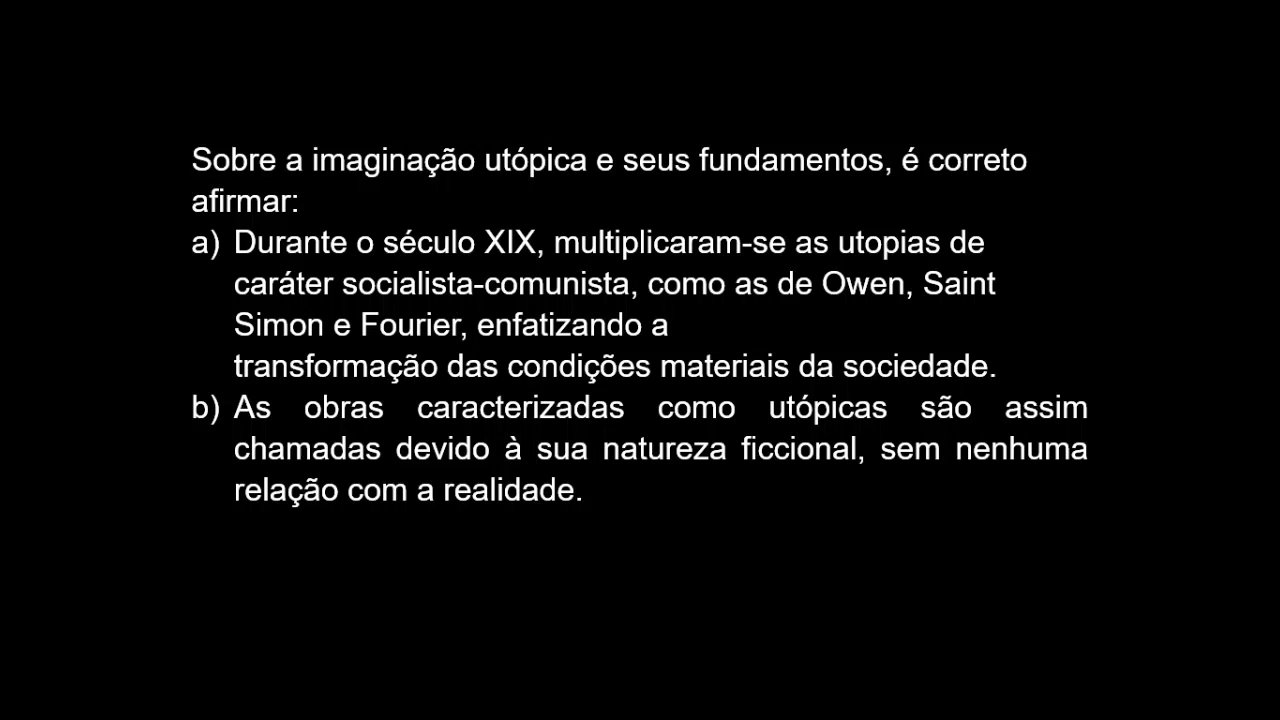 Sobre a imaginação utópica e seus fundamentos, é correto
afirmar:
a) Durante o século XIX, multiplicaram-se as utopias de
caráter socialista-comunista, como as de Owen, Saint
Simon e Fourier, enfatizando a
transformação das condições materiais da sociedade.
b) As obras caracterizadas como utópicas são assim
chamadas devido à sua natureza ficcional, sem nenhuma
relação com a realidade.